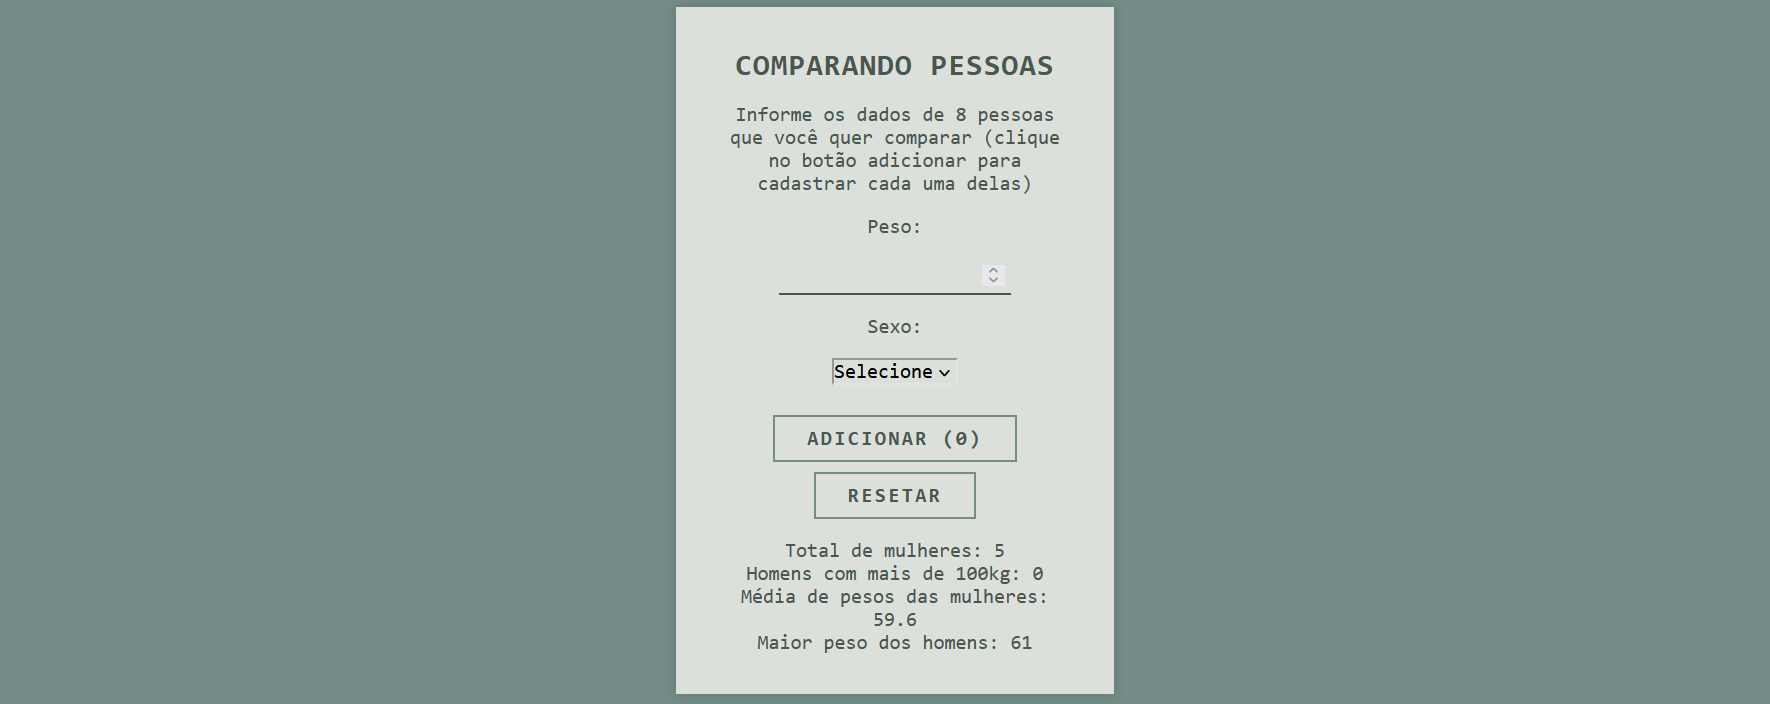 COMPARANDO PESSOAS
Informe os dados de 8 pessoas
que você quer comparar (clique
no botão adicionar para
cadastrar cada uma delas)
Peso:
Sexo:
Selecione
ADICIONAR (0)
RESETAR
Total de mulheres: 5
Homens com mais de 100kg: 0
Média de pesos das mulheres:
59.6
Maior peso dos homens: 61